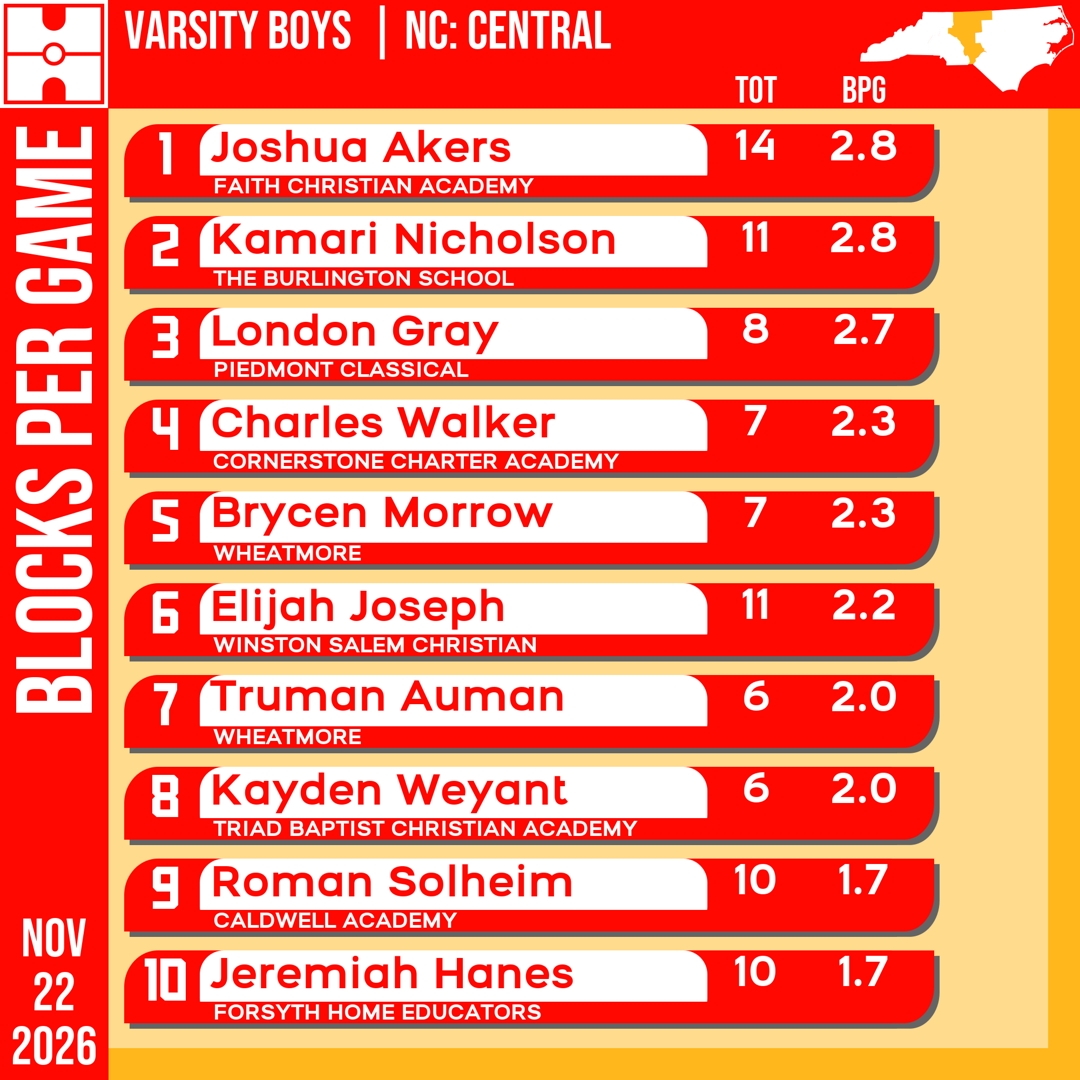 VARSITY BOYS | NC: CENTRAL
TOT BPG
BLOCKS PER GAME
1 Joshua Akers 14 2.8
FAITH CHRISTIAN ACADEMY
2 Kamari Nicholson 11 2.8
THE BURLINGTON SCHOOL
3 London Gray 8 2.7
PIEDMONT CLASSICAL
4 Charles Walker 7 2.3
CORNERSTONE CHARTER ACADEMY
5 Brycen Morrow 7 2.3
WHEATMORE
6 Elijah Joseph 11 2.2
WINSTON SALEM CHRISTIAN
7 Truman Auman 6 2.0
WHEATMORE
8 Kayden Weyant 6 2.0
TRIAD BAPTIST CHRISTIAN ACADEMY
9 Roman Solheim 10 1.7
CALDWELL ACADEMY
10 Jeremiah Hanes 10 1.7
FORSYTH HOME EDUCATORS
NOV
22
2026